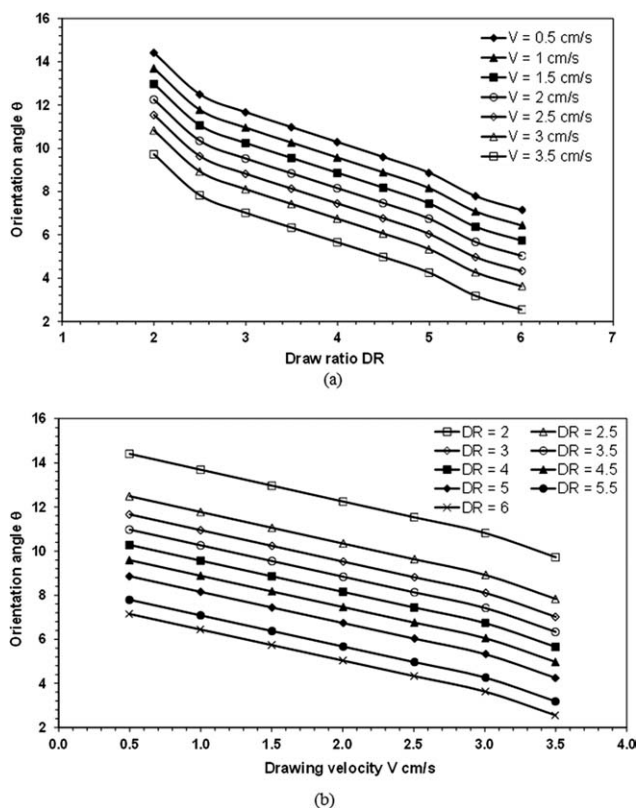 16
14
12
10
8
6
4
2
Orientation angle θ
V = 0.5 cm/s
V = 1 cm/s
V = 1.5 cm/s
V = 2 cm/s
V = 2.5 cm/s
V = 3 cm/s
V = 3.5 cm/s
1 2 3 4 5 6 7
Draw ratio DR
(a)
16
14
12
10
8
6
4
2
Orientation angle θ
DR = 2 DR = 2.5
DR = 3 DR = 3.5
DR = 4 DR = 4.5
DR = 5 DR = 5.5
DR = 6
0.0 0.5 1.0 1.5 2.0 2.5 3.0 3.5 4.0
Drawing velocity V cm/s
(b)